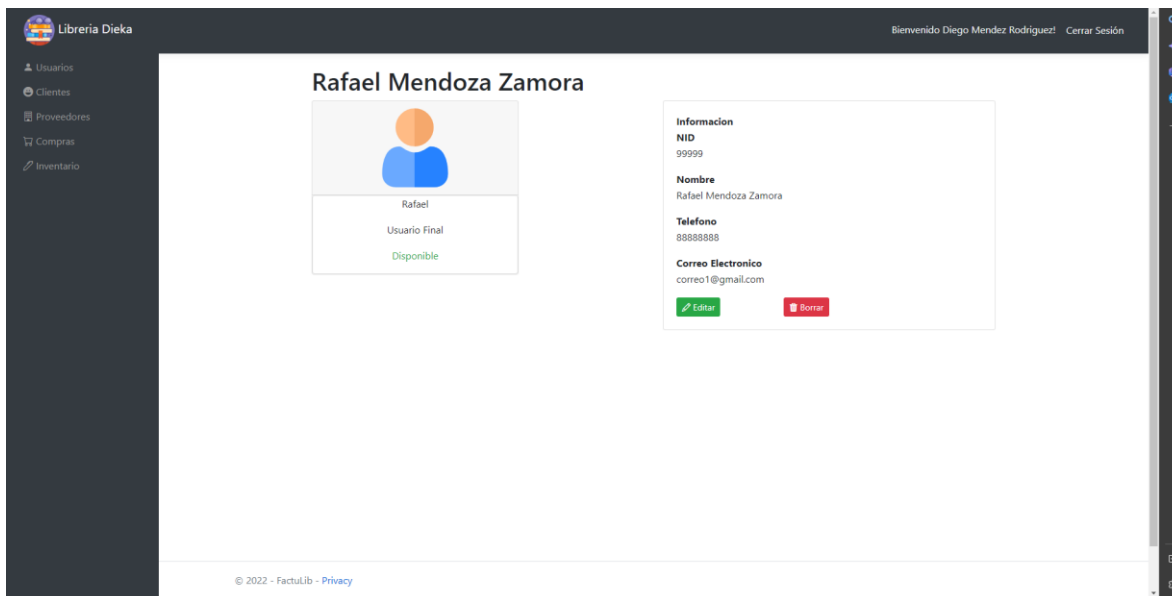 Libreria Dieka
Bienvenido Diego Mendez Rodriguez! Cerrar Sesión
Usuarios
Clientes
Proveedores
Compras
Inventario
Rafael Mendoza Zamora
Rafael
Usuario Final
Disponible
Informacion
NID
99999
Nombre
Rafael Mendoza Zamora
Telefono
88888888
Correo Electronico
correo1@gmail.com
Editar Borrar
© 2022 - FactuLib - Privacy